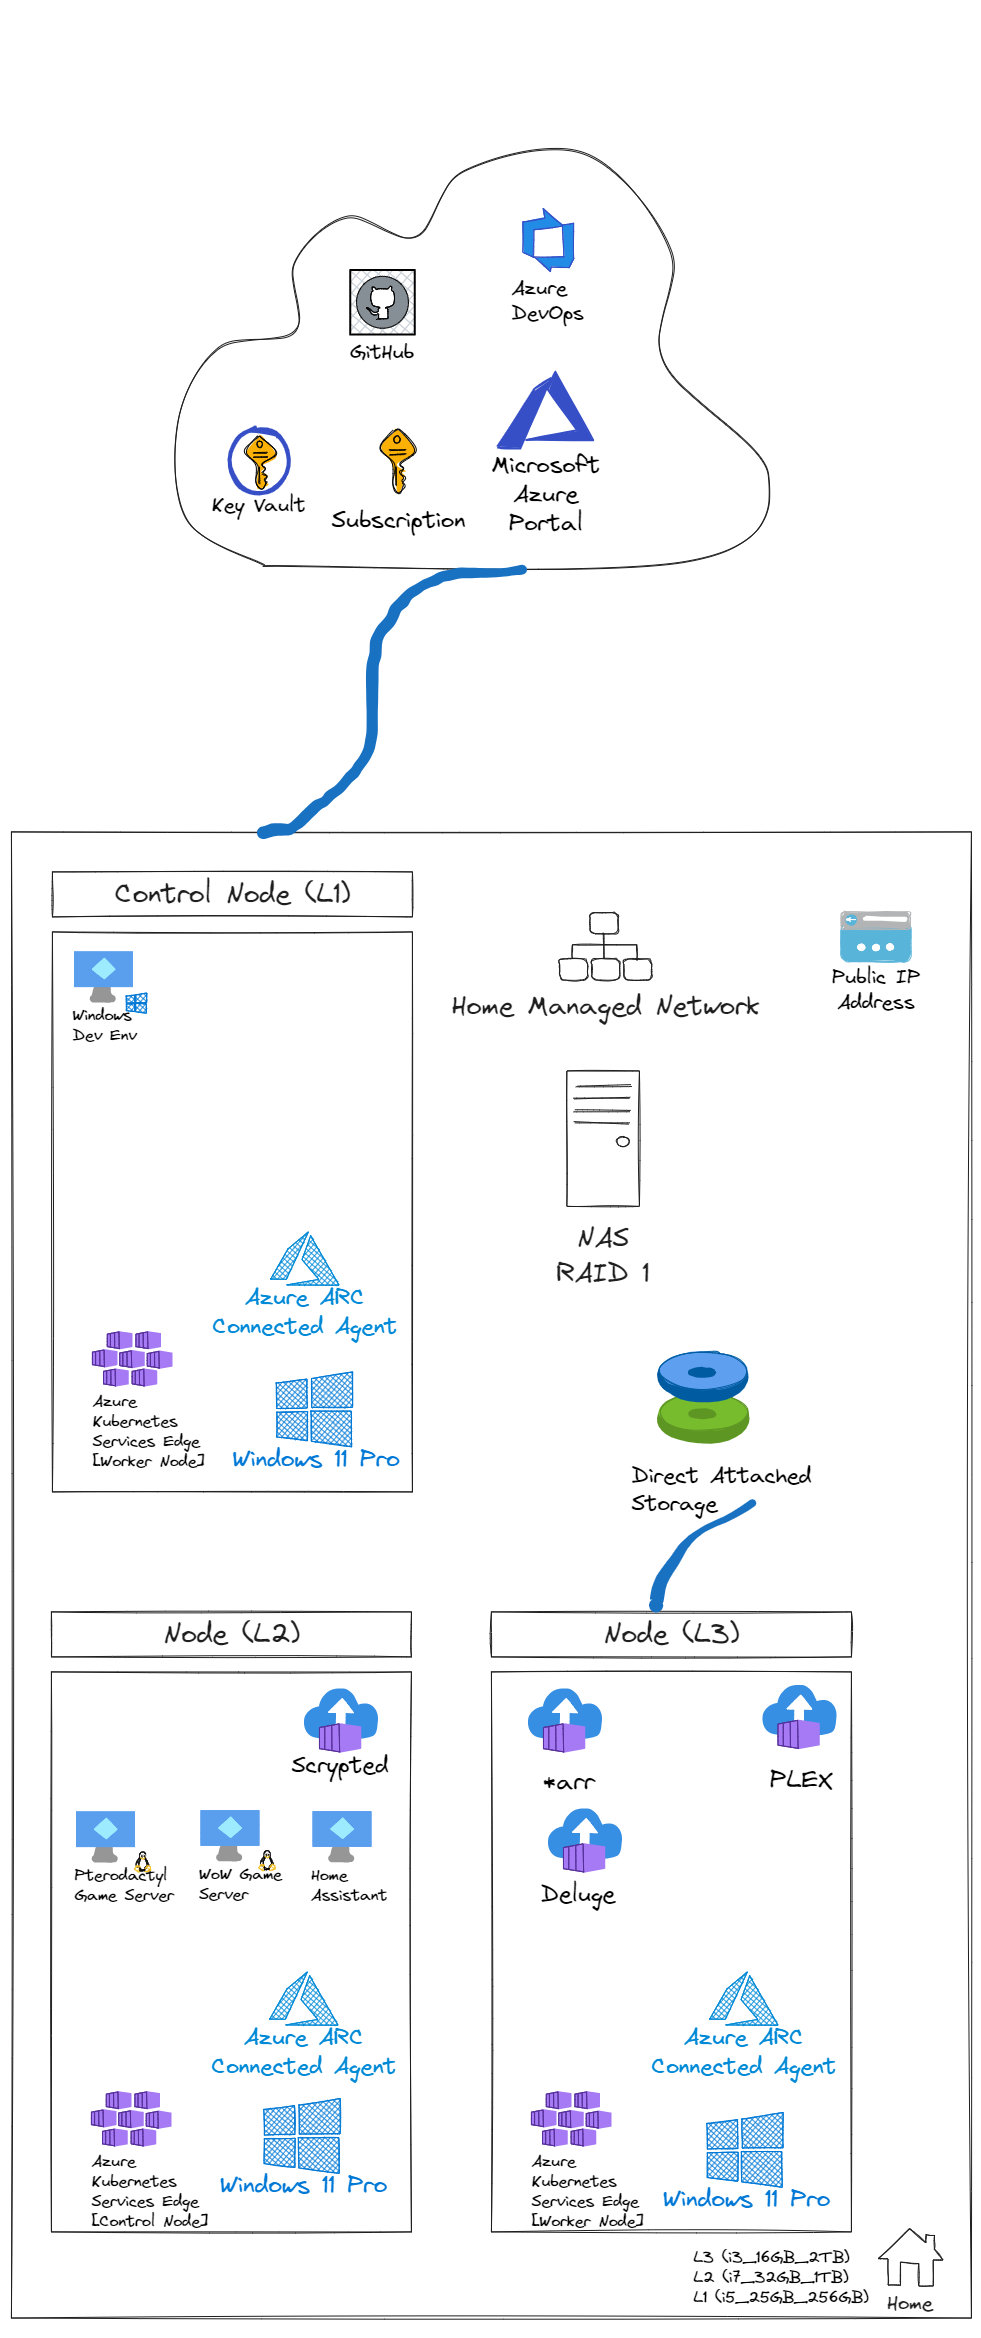 GitHub
Azure
DevOps
Key Vault
Subscription
Microsoft
Azure
Portal
Control Node (L1)
Windows
Dev Env
Home Managed Network
Public IP
Address
NAS
RAID 1
Azure ARC
Connected Agent
Azure
Kubernetes
Services Edge
[Worker Node]
Windows 11 Pro
Direct Attached
Storage
Node (L2)
Scrypted
Pterodactyl
Game Server
WoW Game
Server
Home
Assistant
Azure ARC
Connected Agent
Azure
Kubernetes
Services Edge
[Control Node]
Windows 11 Pro
Node (L3)
*arr
PLEX
Deluge
Azure ARC
Connected Agent
Azure
Kubernetes
Services Edge
[Worker Node]
Windows 11 Pro
L3 (i3_16GB_2TB)
L2 (i7_32GB_1TB)
L1 (i5_25GB_256GB)
Home